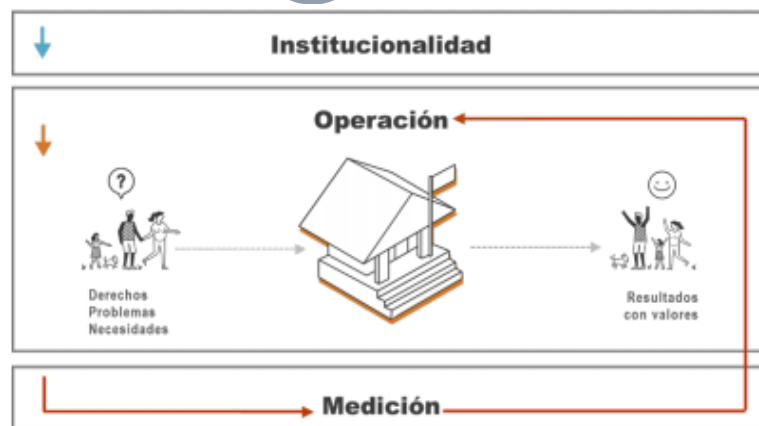 Institucionalidad
Operación
?
Derechos
Problemas
Necesidades
Resultados
con valores
Medición